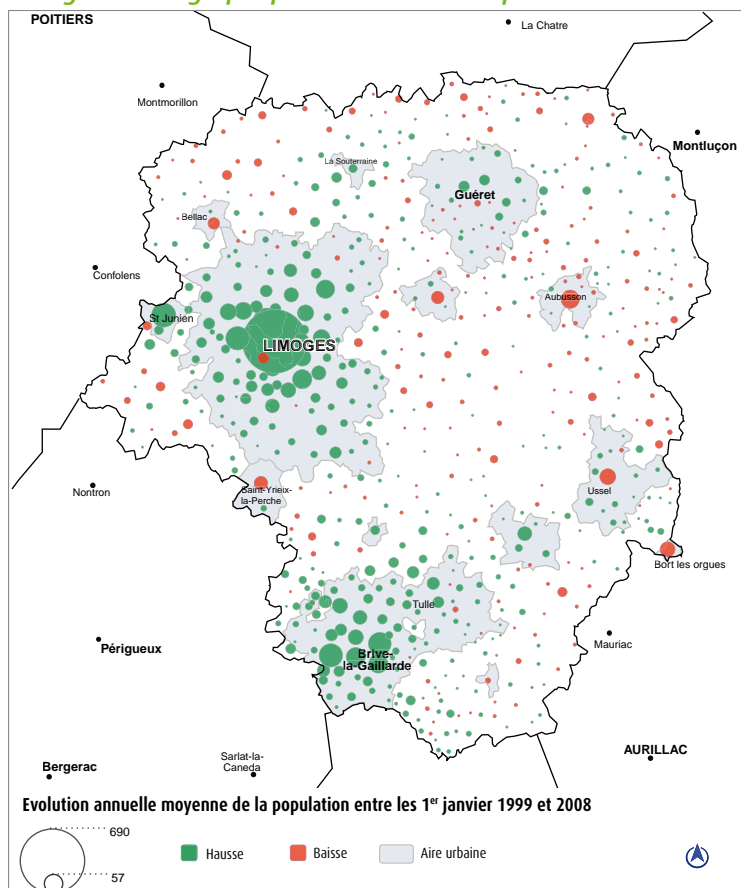 POITIERS
La Chatre
Montmorillon
Montluçon
La Souterraine
Guéret
Bellac
Confolens
Aubusson
St Junien
LIMOGES
Nontron
Saint-Yrieix-
la-Perche
Ussel
Bort les orgues
Tulle
Mauriac
Périgueux
Brive-
la-Gaillarde
AURILLAC
Sarlat-la-
Caneda
Bergerac
Evolution annuelle moyenne de la population entre les 1er janvier 1999 et 2008
690
57
Hausse
Baisse
Aire urbaine